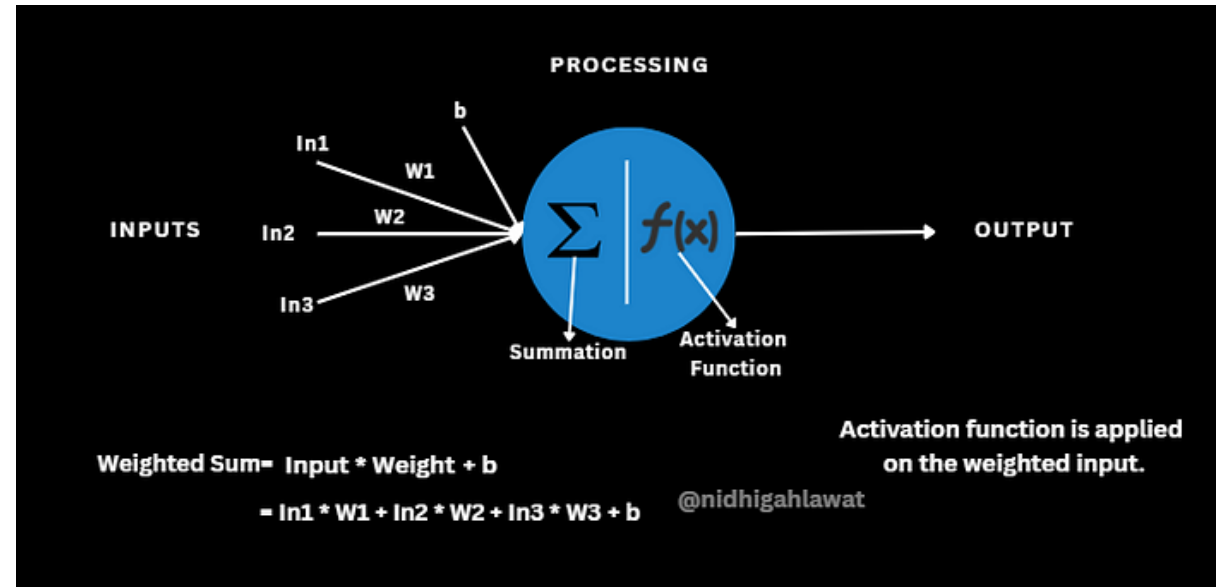 PROCESSING
b
In1
W1
W2
INPUTS
In2
Σ
f(x)
OUTPUT
W3
In3
Summation
Activation
Function
Activation function is applied
on the weighted input.
Weighted Sum= Input * Weight + b
= In1 * W1 + In2 * W2 + In3 * W3 + b
@nidhigahlawat